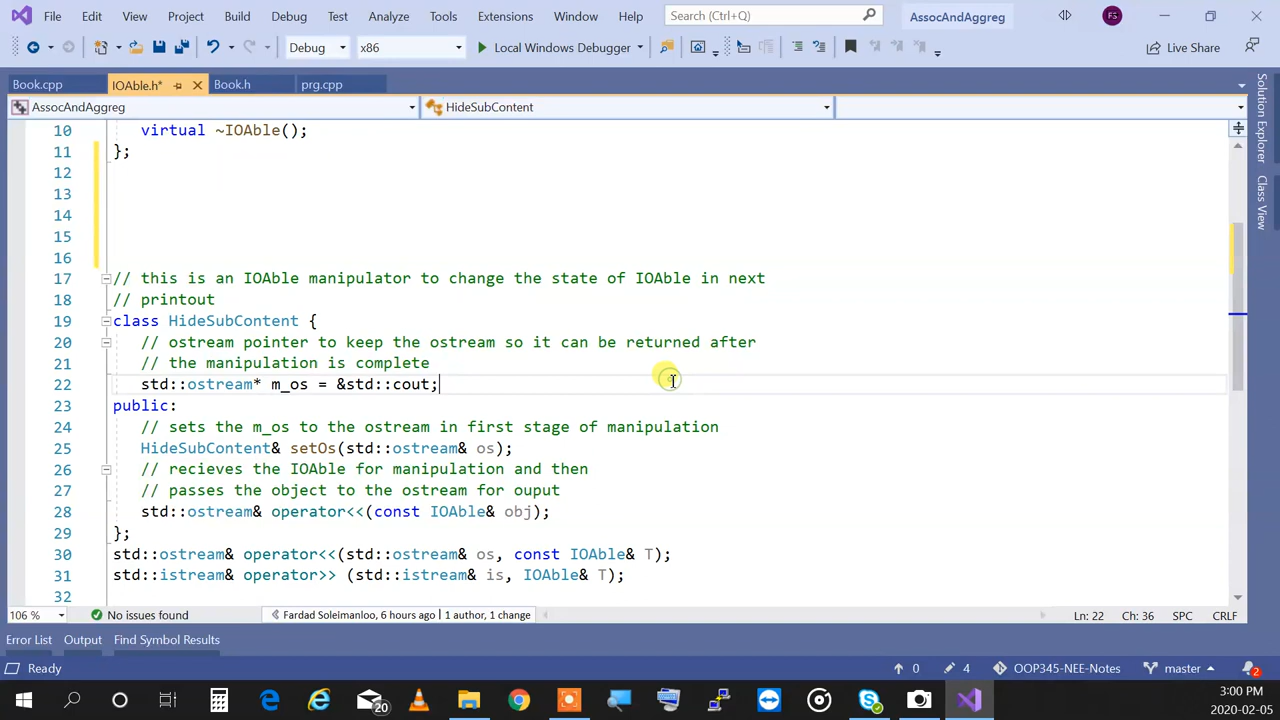 File Edit View Project Build Debug Test Analyze Tools Extensions Window Help Search (Ctrl+Q) AssocAndAggreg FS
Debug x86 Local Windows Debugger Live Share
Book.cpp IOAble.h* Book.h prg.cpp
AssocAndAggreg HideSubContent
10 virtual ~IOAble();
11 };
12
13
14
15
16
17 // this is an IOAble manipulator to change the state of IOAble in next
18 // printout
19 class HideSubContent {
20 // ostream pointer to keep the ostream so it can be returned after
21 // the manipulation is complete
22 std::ostream* m_os = &std::cout;
23 public:
24 // sets the m_os to the ostream in first stage of manipulation
25 HideSubContent& setOs(std::ostream& os);
26 // recieves the IOAble for manipulation and then
27 // passes the object to the ostream for ouput
28 std::ostream& operator<<(const IOAble& obj);
29 };
30 std::ostream& operator<<(std::ostream& os, const IOAble& T);
31 std::istream& operator>> (std::istream& is, IOAble& T);
32
Solution Explorer
Class View
106 % No issues found Fardad Soleimanloo, 6 hours ago | 1 author, 1 change Ln: 22 Ch: 36 SPC CRLF
Error List Output Find Symbol Results
Ready 0 4 OOP345-NEE-Notes master 2
20 3:00 PM
2020-02-05